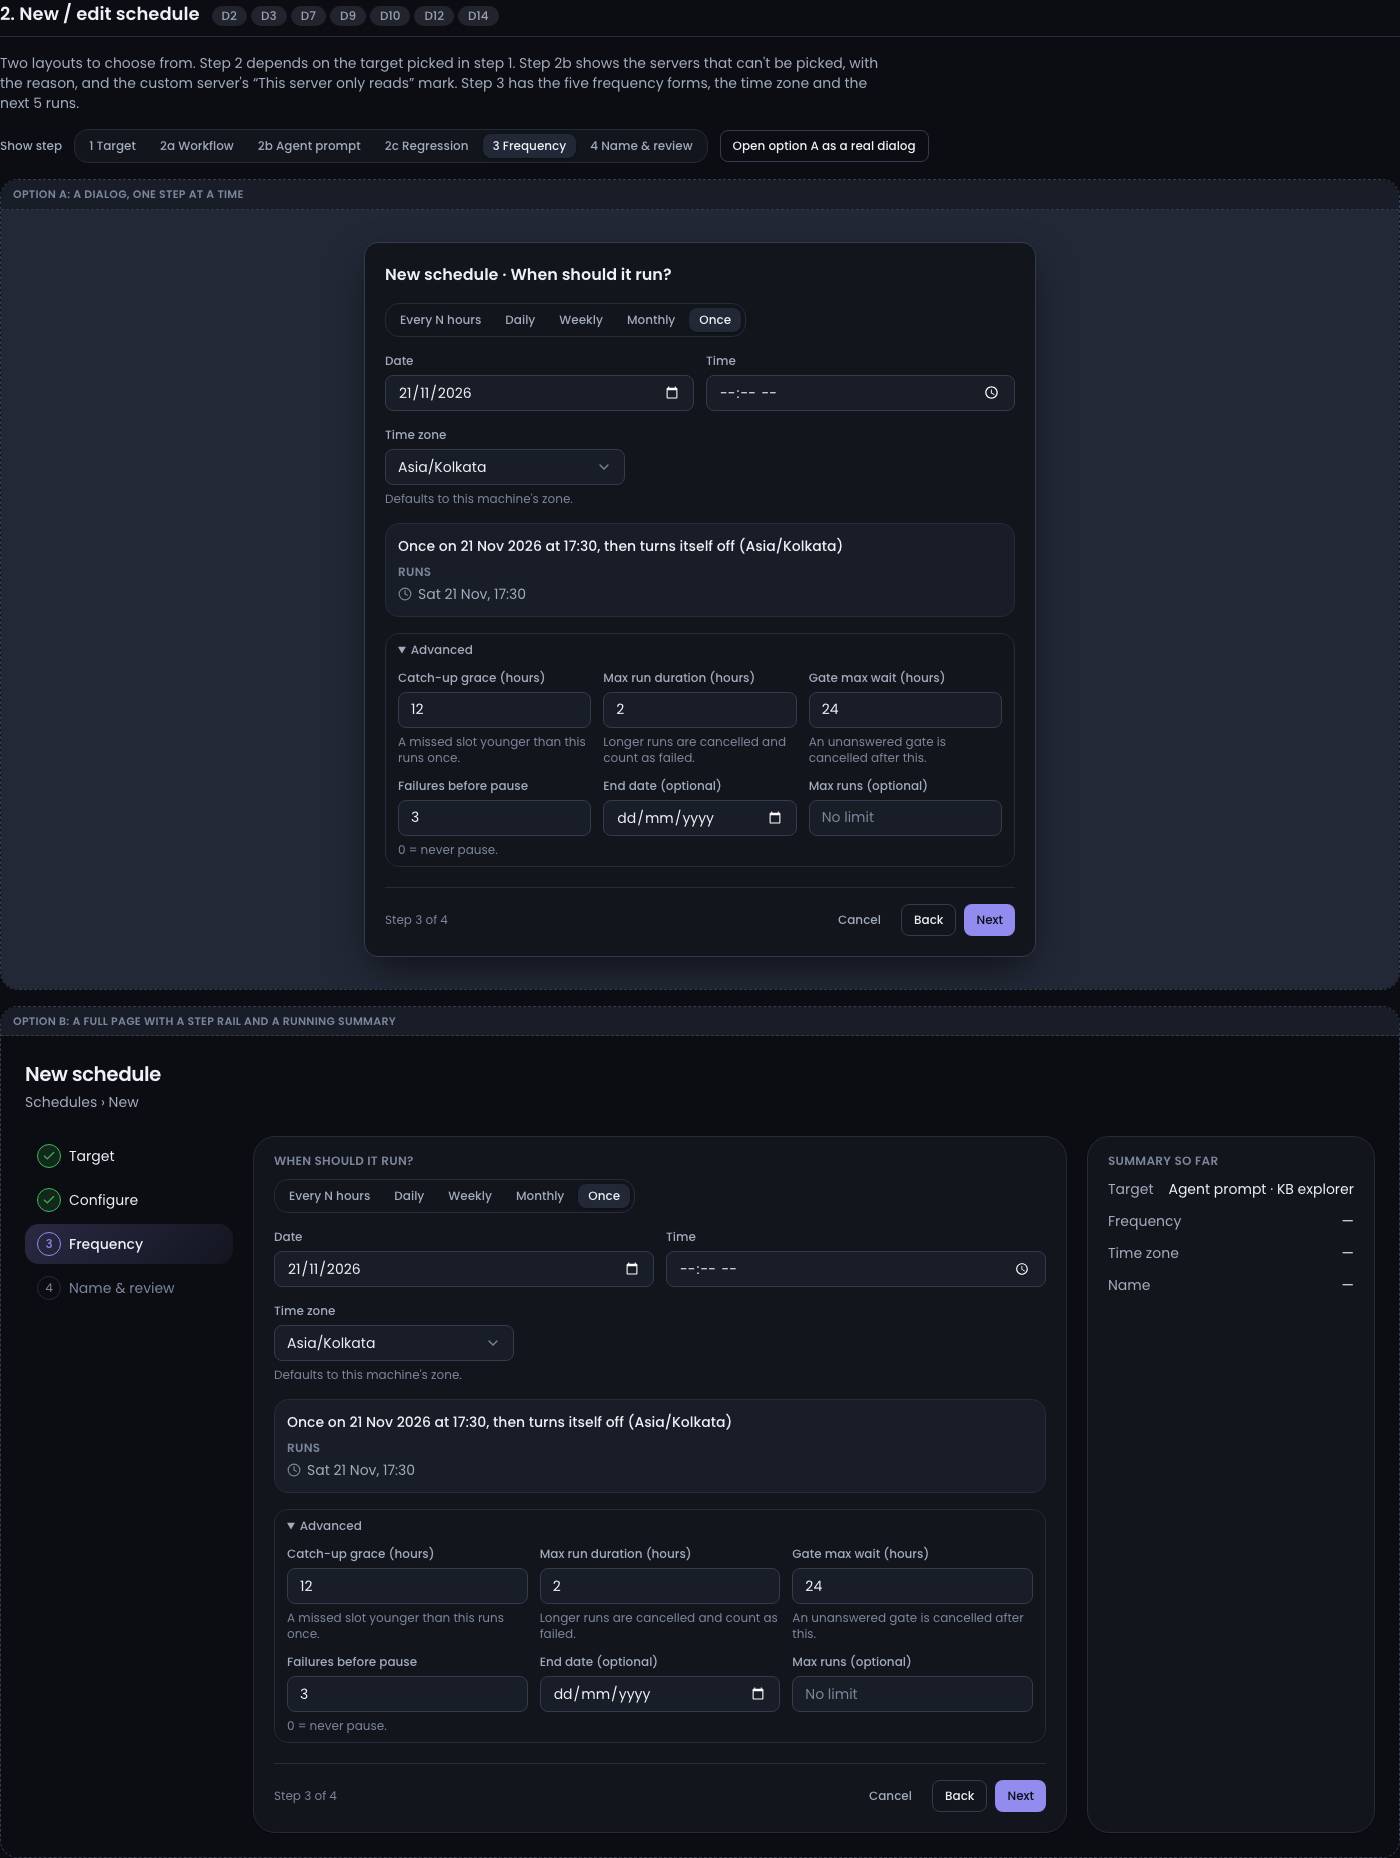 2. New / edit schedule D2 D3 D7 D9 D10 D12 D14
Two layouts to choose from. Step 2 depends on the target picked in step 1. Step 2b shows the servers that can't be picked, with
the reason, and the custom server's “This server only reads” mark. Step 3 has the five frequency forms, the time zone and the
next 5 runs.
Show step 1 Target 2a Workflow 2b Agent prompt 2c Regression 3 Frequency 4 Name & review Open option A as a real dialog
OPTION A: A DIALOG, ONE STEP AT A TIME
New schedule · When should it run?
Every N hours Daily Weekly Monthly Once
Date Time
21/11/2026 --:-- --
Time zone
Asia/Kolkata
Defaults to this machine's zone.
Once on 21 Nov 2026 at 17:30, then turns itself off (Asia/Kolkata)
RUNS
Sat 21 Nov, 17:30
▼ Advanced
Catch-up grace (hours) Max run duration (hours) Gate max wait (hours)
12 2 24
A missed slot younger than this Longer runs are cancelled and An unanswered gate is
runs once. count as failed. cancelled after this.
Failures before pause End date (optional) Max runs (optional)
3 dd/mm/yyyy No limit
0 = never pause.
Step 3 of 4 Cancel Back Next
OPTION B: A FULL PAGE WITH A STEP RAIL AND A RUNNING SUMMARY
New schedule
Schedules › New
Target
Configure
3 Frequency
4 Name & review
WHEN SHOULD IT RUN?
Every N hours Daily Weekly Monthly Once
Date Time
21/11/2026 --:-- --
Time zone
Asia/Kolkata
Defaults to this machine's zone.
Once on 21 Nov 2026 at 17:30, then turns itself off (Asia/Kolkata)
RUNS
Sat 21 Nov, 17:30
▼ Advanced
Catch-up grace (hours) Max run duration (hours) Gate max wait (hours)
12 2 24
A missed slot younger than this runs Longer runs are cancelled and count as An unanswered gate is cancelled after
once. failed. this.
Failures before pause End date (optional) Max runs (optional)
3 dd/mm/yyyy No limit
0 = never pause.
Step 3 of 4 Cancel Back Next
SUMMARY SO FAR
Target Agent prompt · KB explorer
Frequency —
Time zone —
Name —